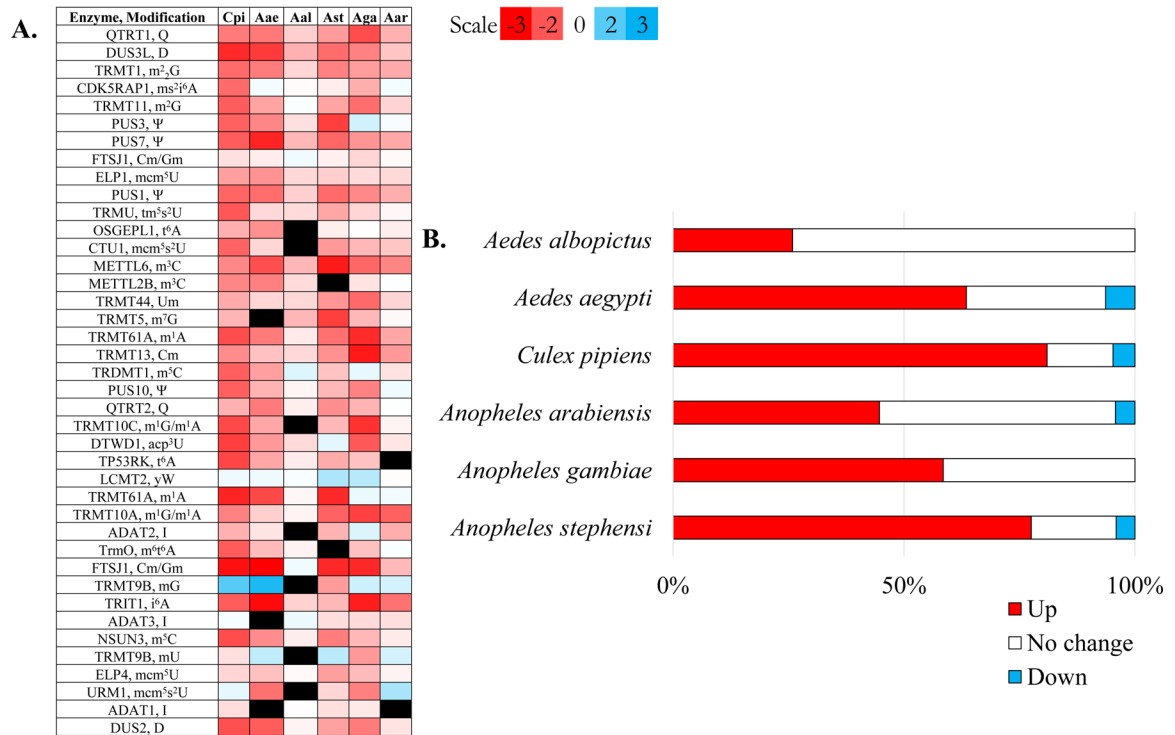 A.
Enzyme, Modification Cpi Aae Aal Ast Aga Aar
QTRT1, Q
DUS3L, D
TRMT1, m²₂G
CDK5RAP1, ms²i⁶A
TRMT11, m²G
PUS3, Ψ
PUS7, Ψ
FTSJ1, Cm/Gm
ELP1, mcm⁵U
PUS1, Ψ
TRMU, tm⁵s²U
OSGEPL1, t⁶A
CTU1, mcm⁵s²U
METTL6, m³C
METTL2B, m³C
TRMT44, Um
TRMT5, m⁷G
TRMT61A, m¹A
TRMT13, Cm
TRDMT1, m⁵C
PUS10, Ψ
QTRT2, Q
TRMT10C, m¹G/m¹A
DTWD1, acp³U
TP53RK, t⁶A
LCMT2, yW
TRMT61A, m¹A
TRMT10A, m¹G/m¹A
ADAT2, I
TrmO, m⁶t⁶A
FTSJ1, Cm/Gm
TRMT9B, mG
TRIT1, i⁶A
ADAT3, I
NSUN3, m⁵C
TRMT9B, mU
ELP4, mcm⁵U
URM1, mcm⁵s²U
ADAT1, I
DUS2, D
Scale -3 -2 0 2 3
B.
Aedes albopictus
Aedes aegypti
Culex pipiens
Anopheles arabiensis
Anopheles gambiae
Anopheles stephensi
0% 50% 100%
Up
No change
Down